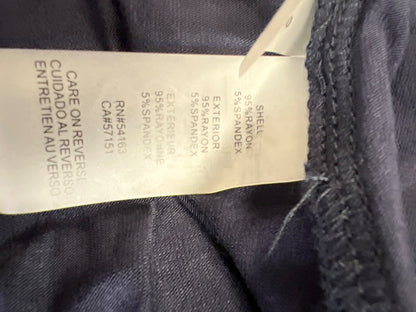 SHELL
95%RAYON
5%SPANDEX
EXTERIOR
95%RAYON
5%SPANDEX
EXTÉRIEUR
95%RAYONNE
5%SPANDEX
RN#54163
CA#57151
CARE ON REVERSE
CUIDADO AL REVERSO
ENTRETIEN AU VERSO